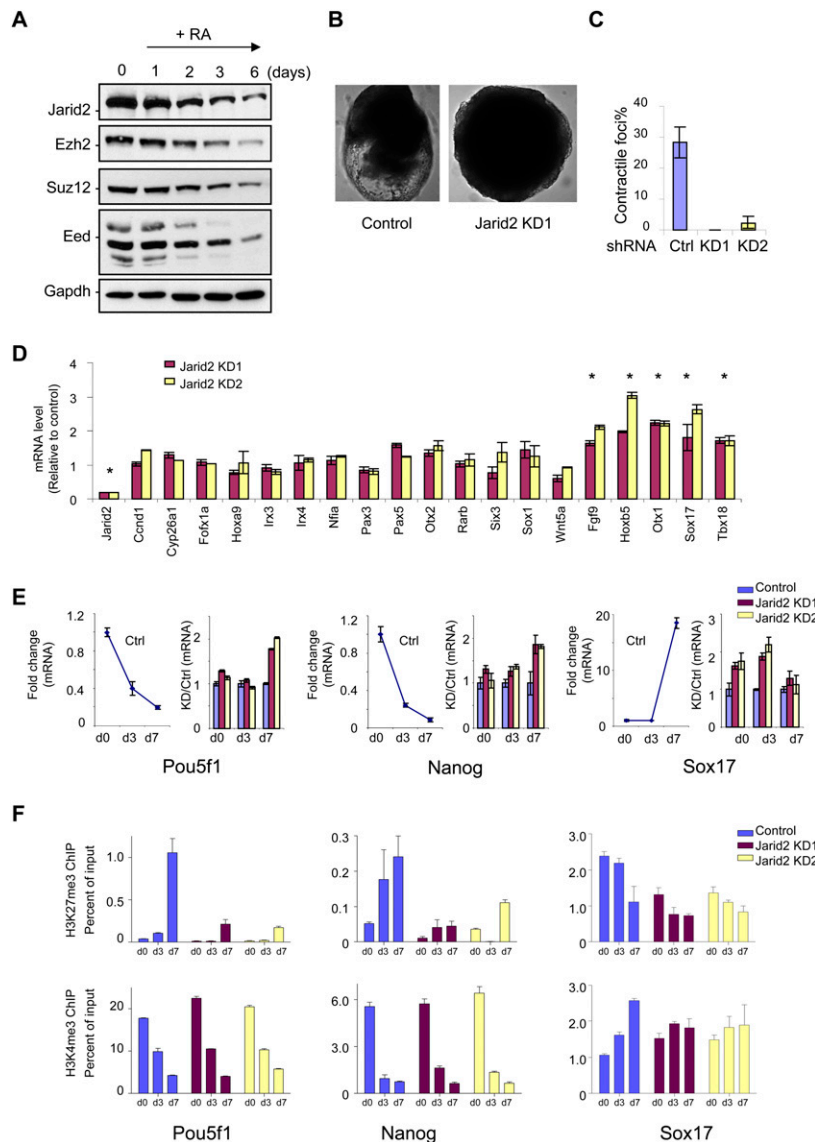 A
+ RA
0 1 2 3 6 (days)
Jarid2
Ezh2
Suz12
Eed
Gapdh
B
Control
Jarid2 KD1
C
Contractile foci%
40
30
20
10
0
shRNA Ctrl KD1 KD2
D
mRNA level
(Relative to control)
4
3
2
1
0
Jarid2 KD1
Jarid2 KD2
*
* * * * *
Jarid2
Ccnd1
Cyp26a1
Fofx1a
Hoxa9
Irx3
Irx4
Nfia
Pax3
Pax5
Otx2
Rarb
Six3
Sox1
Wnt5a
Fgf9
Hoxb5
Otx1
Sox17
Tbx18
E
Control
Jarid2 KD1
Jarid2 KD2
Fold change
(mRNA)
1.2
0.8
0.4
0
Ctrl
d0 d3 d7
KD/Ctrl (mRNA)
2
1
0
d0 d3 d7
Pou5f1
Fold change
(mRNA)
1.2
0.8
0.4
0
Ctrl
d0 d3 d7
KD/Ctrl (mRNA)
2
1
0
d0 d3 d7
Nanog
Fold change
(mRNA)
20
10
0
Ctrl
d0 d3 d7
KD/Ctrl (mRNA)
3
2
1
0
d0 d3 d7
Sox17
F
Control
Jarid2 KD1
Jarid2 KD2
H3K27me3 ChIP
Percent of input
1.0
0.5
0
d0 d3 d7 d0 d3 d7 d0 d3 d7
0.3
0.2
0.1
0
d0 d3 d7 d0 d3 d7 d0 d3 d7
3.0
2.0
1.0
0
d0 d3 d7 d0 d3 d7 d0 d3 d7
H3K4me3 ChIP
Percent of input
20
10
0
d0 d3 d7 d0 d3 d7 d0 d3 d7
Pou5f1
6.0
4.0
2.0
0
d0 d3 d7 d0 d3 d7 d0 d3 d7
Nanog
3.0
2.0
1.0
0
d0 d3 d7 d0 d3 d7 d0 d3 d7
Sox17